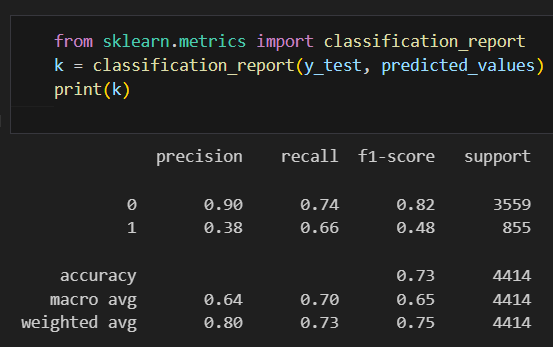 from sklearn.metrics import classification_report
k = classification_report(y_test, predicted_values)
print(k)
precision recall f1-score support
0 0.90 0.74 0.82 3559
1 0.38 0.66 0.48 855
accuracy 0.73 4414
macro avg 0.64 0.70 0.65 4414
weighted avg 0.80 0.73 0.75 4414